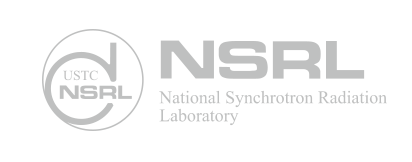 USTC
NSRL
NSRL
National Synchrotron Radiation
Laboratory